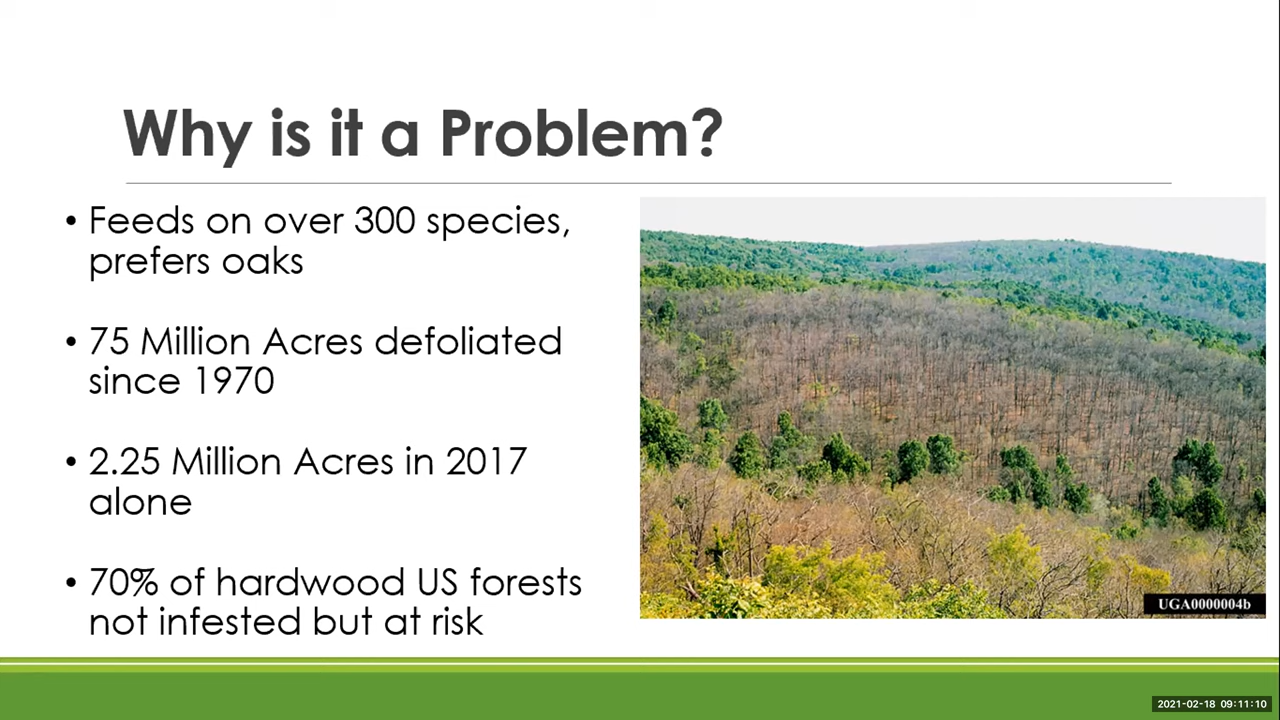 Why is it a Problem?
• Feeds on over 300 species,
prefers oaks
• 75 Million Acres defoliated
since 1970
• 2.25 Million Acres in 2017
alone
• 70% of hardwood US forests
not infested but at risk
UGA0000004b
2021-02-18 09:11:10